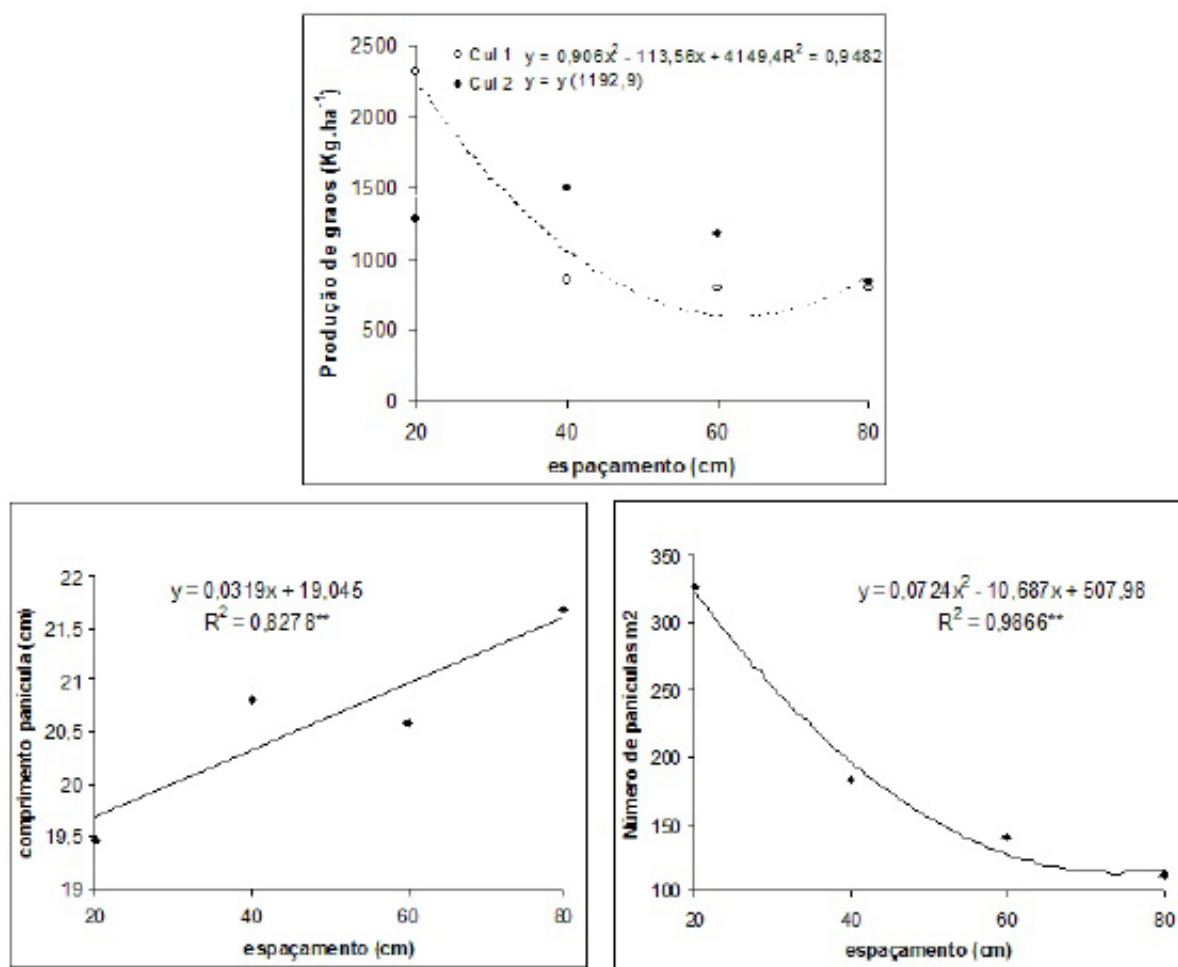 2500
2000
1500
1000
500
0
Produção de graos (Kg.ha⁻¹)
○ Cul 1 y = 0,906x² - 113,56x + 4149,4R² = 0,9482
● Cul 2 y = y (1192,9)
20 40 60 80
espaçamento (cm)
22
21,5
21
20,5
20
19,5
19
comprimento panícula (cm)
y = 0,0319x + 19,045
R² = 0,8278**
20 40 60 80
espaçamento (cm)
350
300
250
200
150
100
Número de panículas m2
y = 0,0724x² - 10,687x + 507,98
R² = 0,9866**
20 40 60 80
espaçamento (cm)